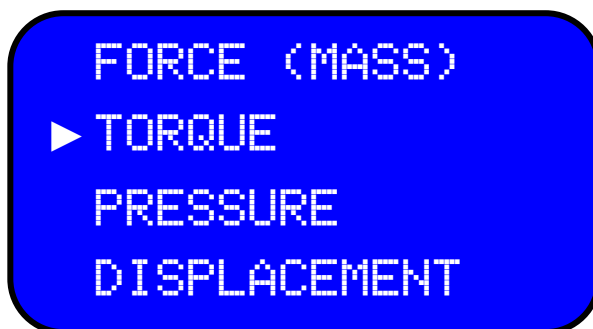 FORCE (MASS)
►TORQUE
PRESSURE
DISPLACEMENT